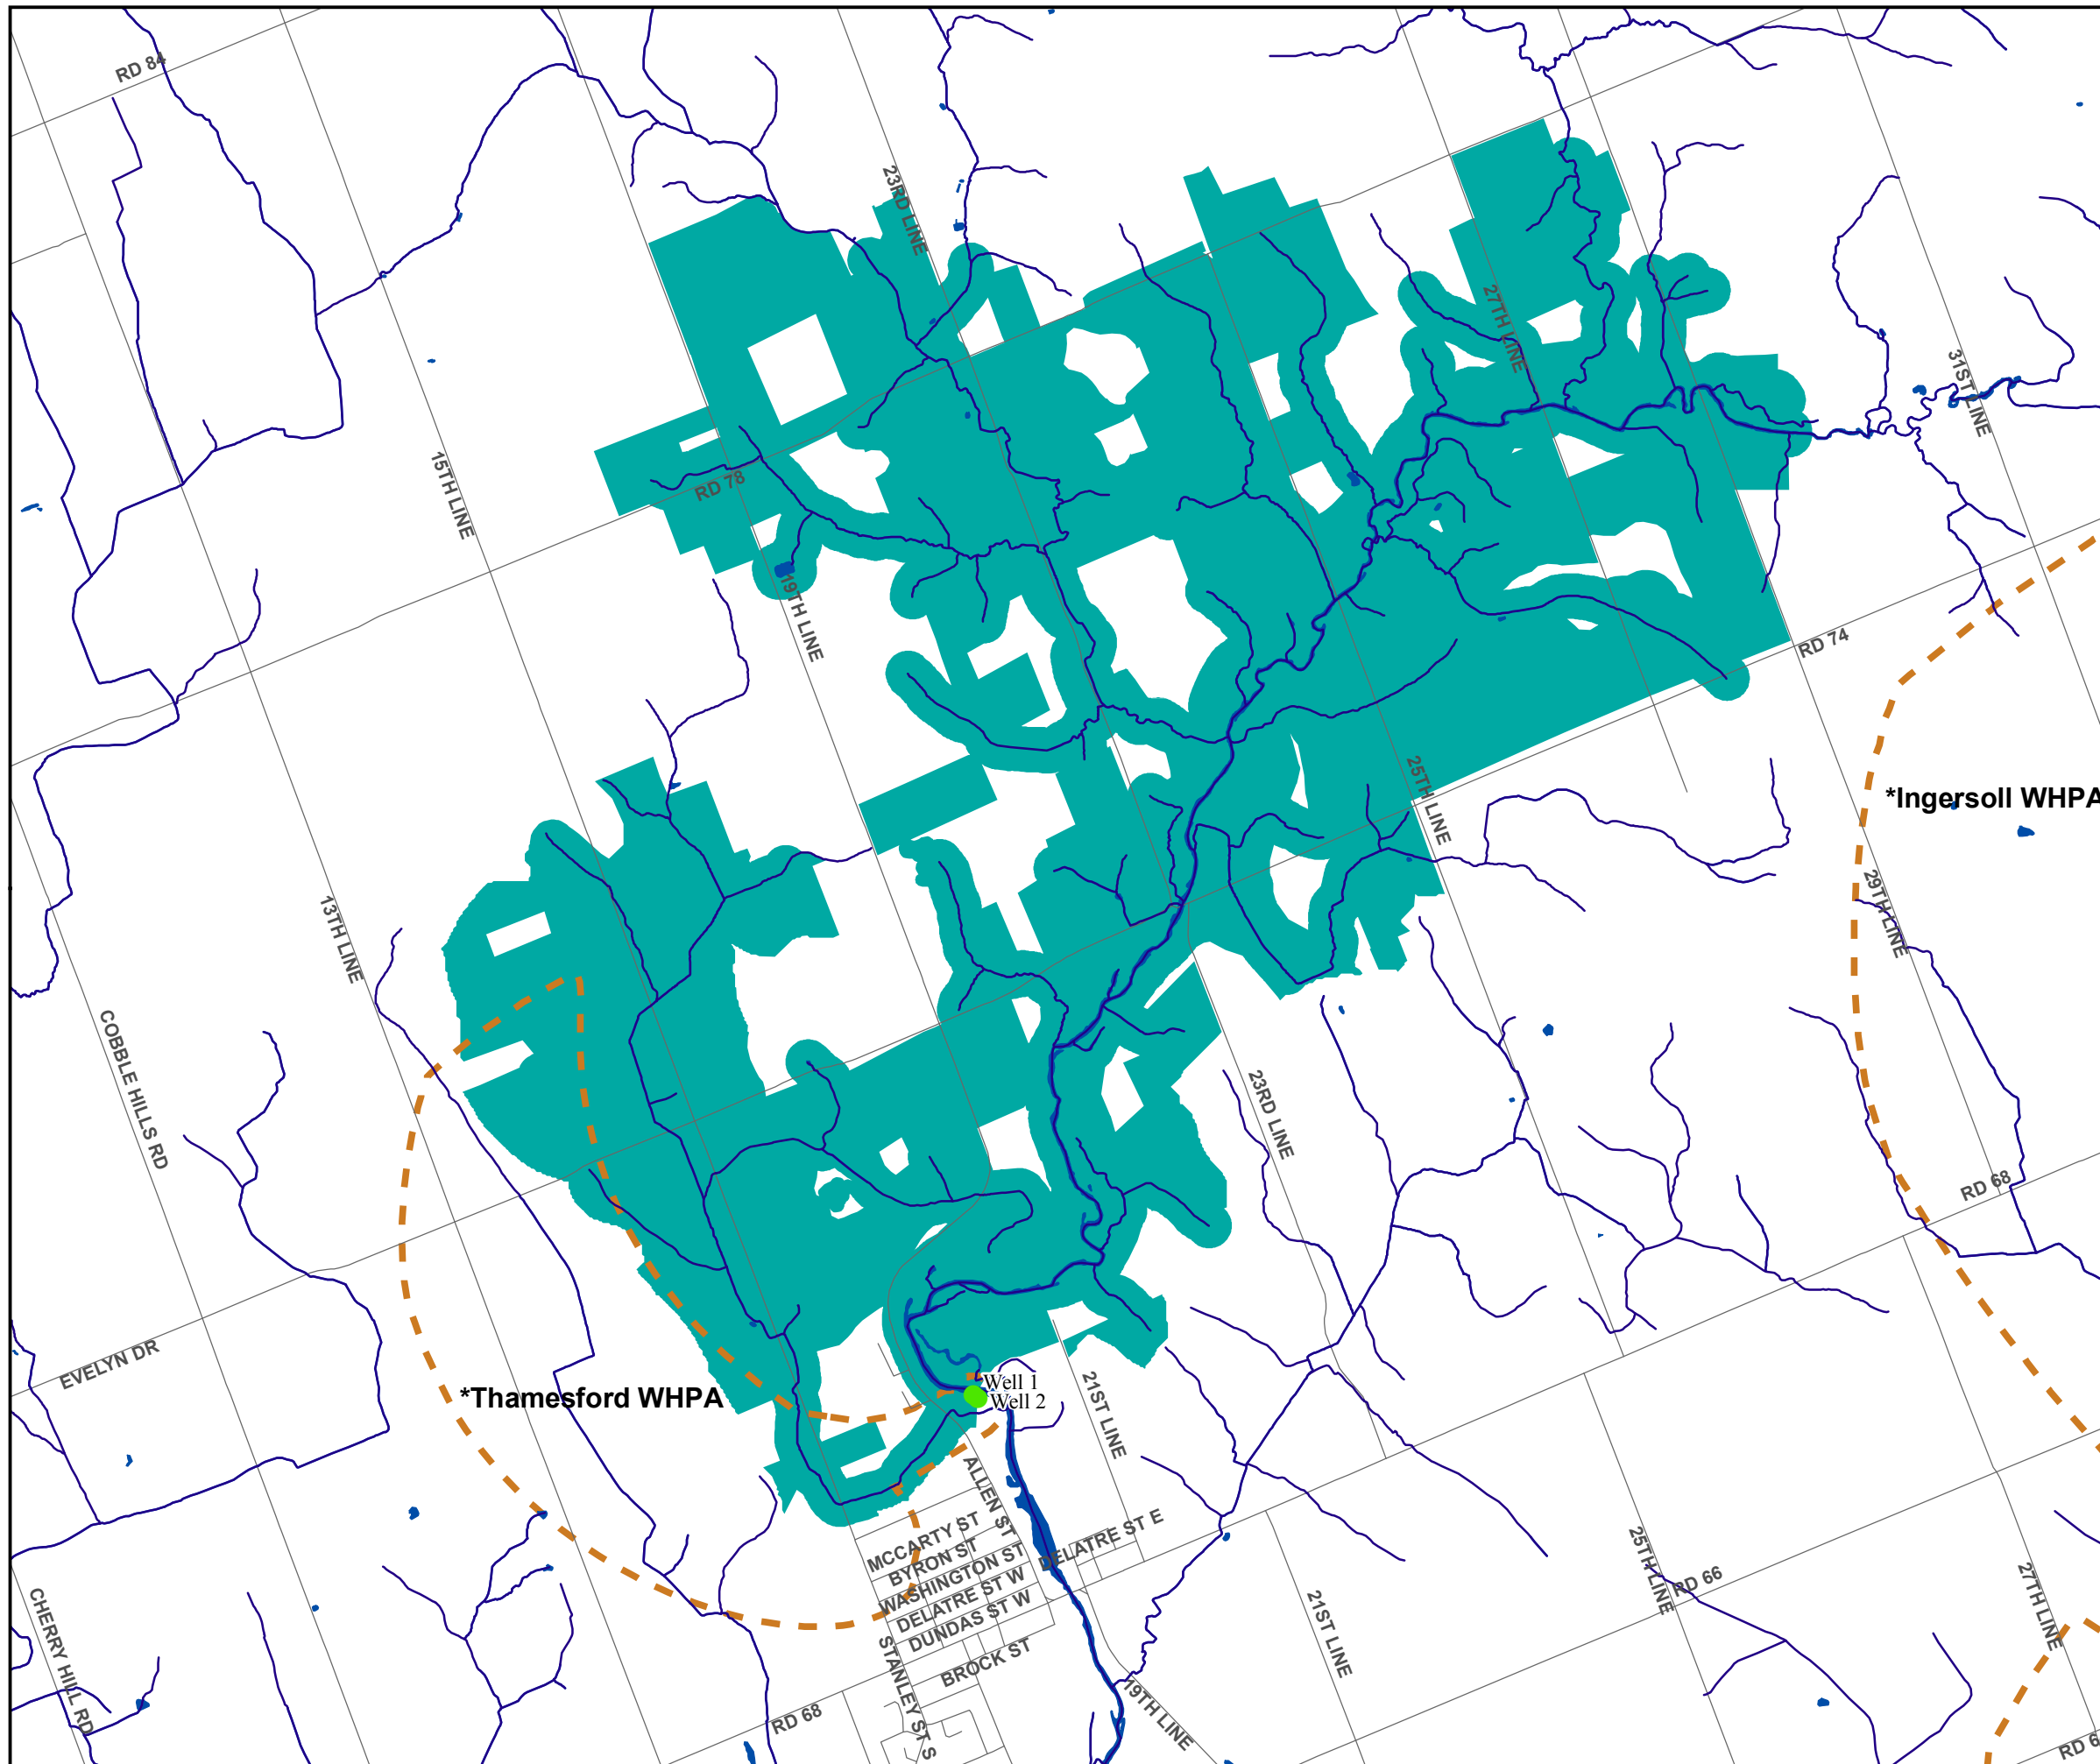 RD 84
23RD LINE
27TH LINE
31ST LINE
15TH LINE
RD 78
19TH LINE
RD 74
25TH LINE
*Ingersoll WHPA
29TH LINE
13TH LINE
COBBLE HILLS RD
23RD LINE
RD 68
EVELYN DR
*Thamesford WHPA
Well 1
Well 2
21ST LINE
ALLEN ST
MCCARTY ST
BYRON ST
WASHINGTON ST
DELATRE ST W
DUNDAS ST W
DELATRE ST E
BROCK ST
STANLEY ST S
CHERRY HILL RD
21ST LINE
25TH LINE
RD 66
27TH LINE
RD 68
19TH LINE